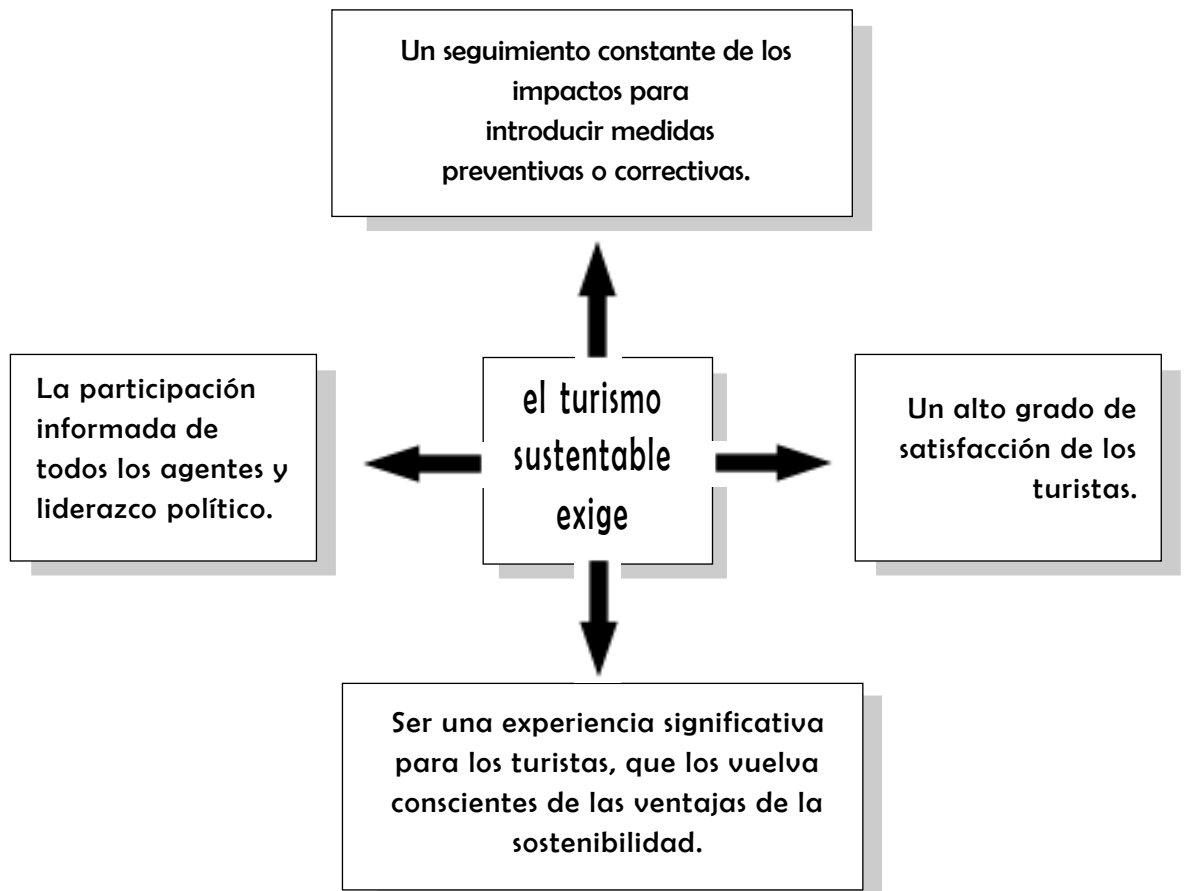 Un seguimiento constante de los
impactos para
introducir medidas
preventivas o correctivas.
La participación
informada de
todos los agentes y
liderazco político.
el turismo
sustentable
exige
Un alto grado de
satisfacción de los
turistas.
Ser una experiencia significativa
para los turistas, que los vuelva
conscientes de las ventajas de la
sostenibilidad.